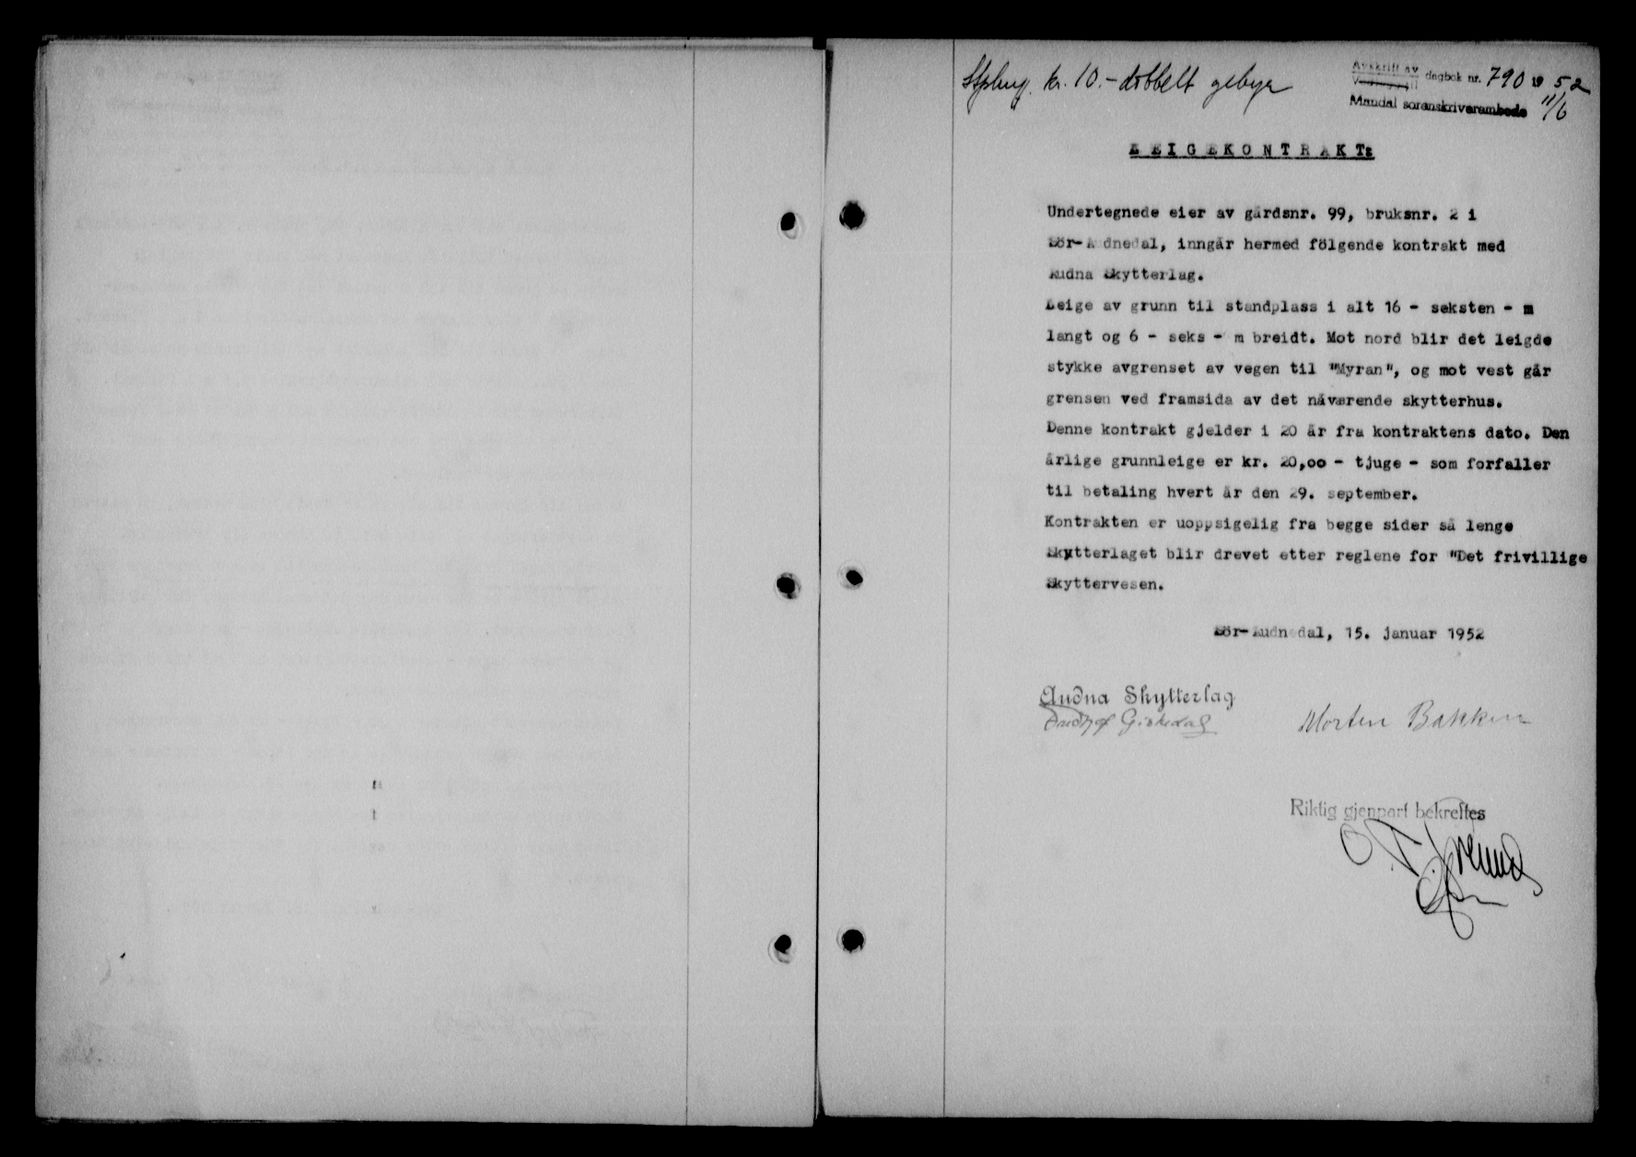 kr. 10.- dobbelt gebyr
Avskrift av
dagbok nr. 790 19 52
Mandal sorenskriverembede 11/6
LEIGEKONTRAKT:
Undertegnede eier av gårdsnr. 99, bruksnr. 2 i
Sör-Audnedal, inngår hermed fölgende kontrakt med
Audna Skytterlag.
Leige av grunn til standplass i alt 16 - seksten - m
langt og 6 - seks - m breidt. Mot nord blir det leigde
stykke avgrenset av vegen til "Myran", og mot vest går
grensen ved framsida av det nåværende skytterhus.
Denne kontrakt gjelder i 20 år fra kontraktens dato. Den
årlige grunnleige er kr. 20,oo - tjuge - som forfaller
til betaling hvert år den 29. september.
Kontrakten er uoppsigelig fra begge sider så lenge
Skytterlaget blir drevet etter reglene for "Det frivillige
Skyttervesen.
Sör-Audnedal, 15. januar 1952
Audna Skytterlag
Morten Bakken
Riktig gjenpart bekreftes